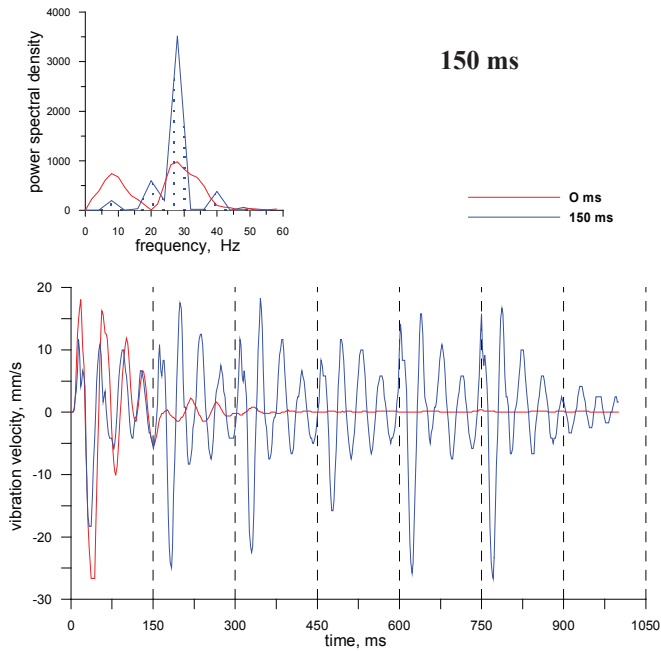 4000
3000
2000
1000
0
power spectral density
0 10 20 30 40 50 60
frequency, Hz
150 ms
O ms
150 ms
20
10
0
-10
-20
-30
vibration velocity, mm/s
0 150 300 450 600 750 900 1050
time, ms